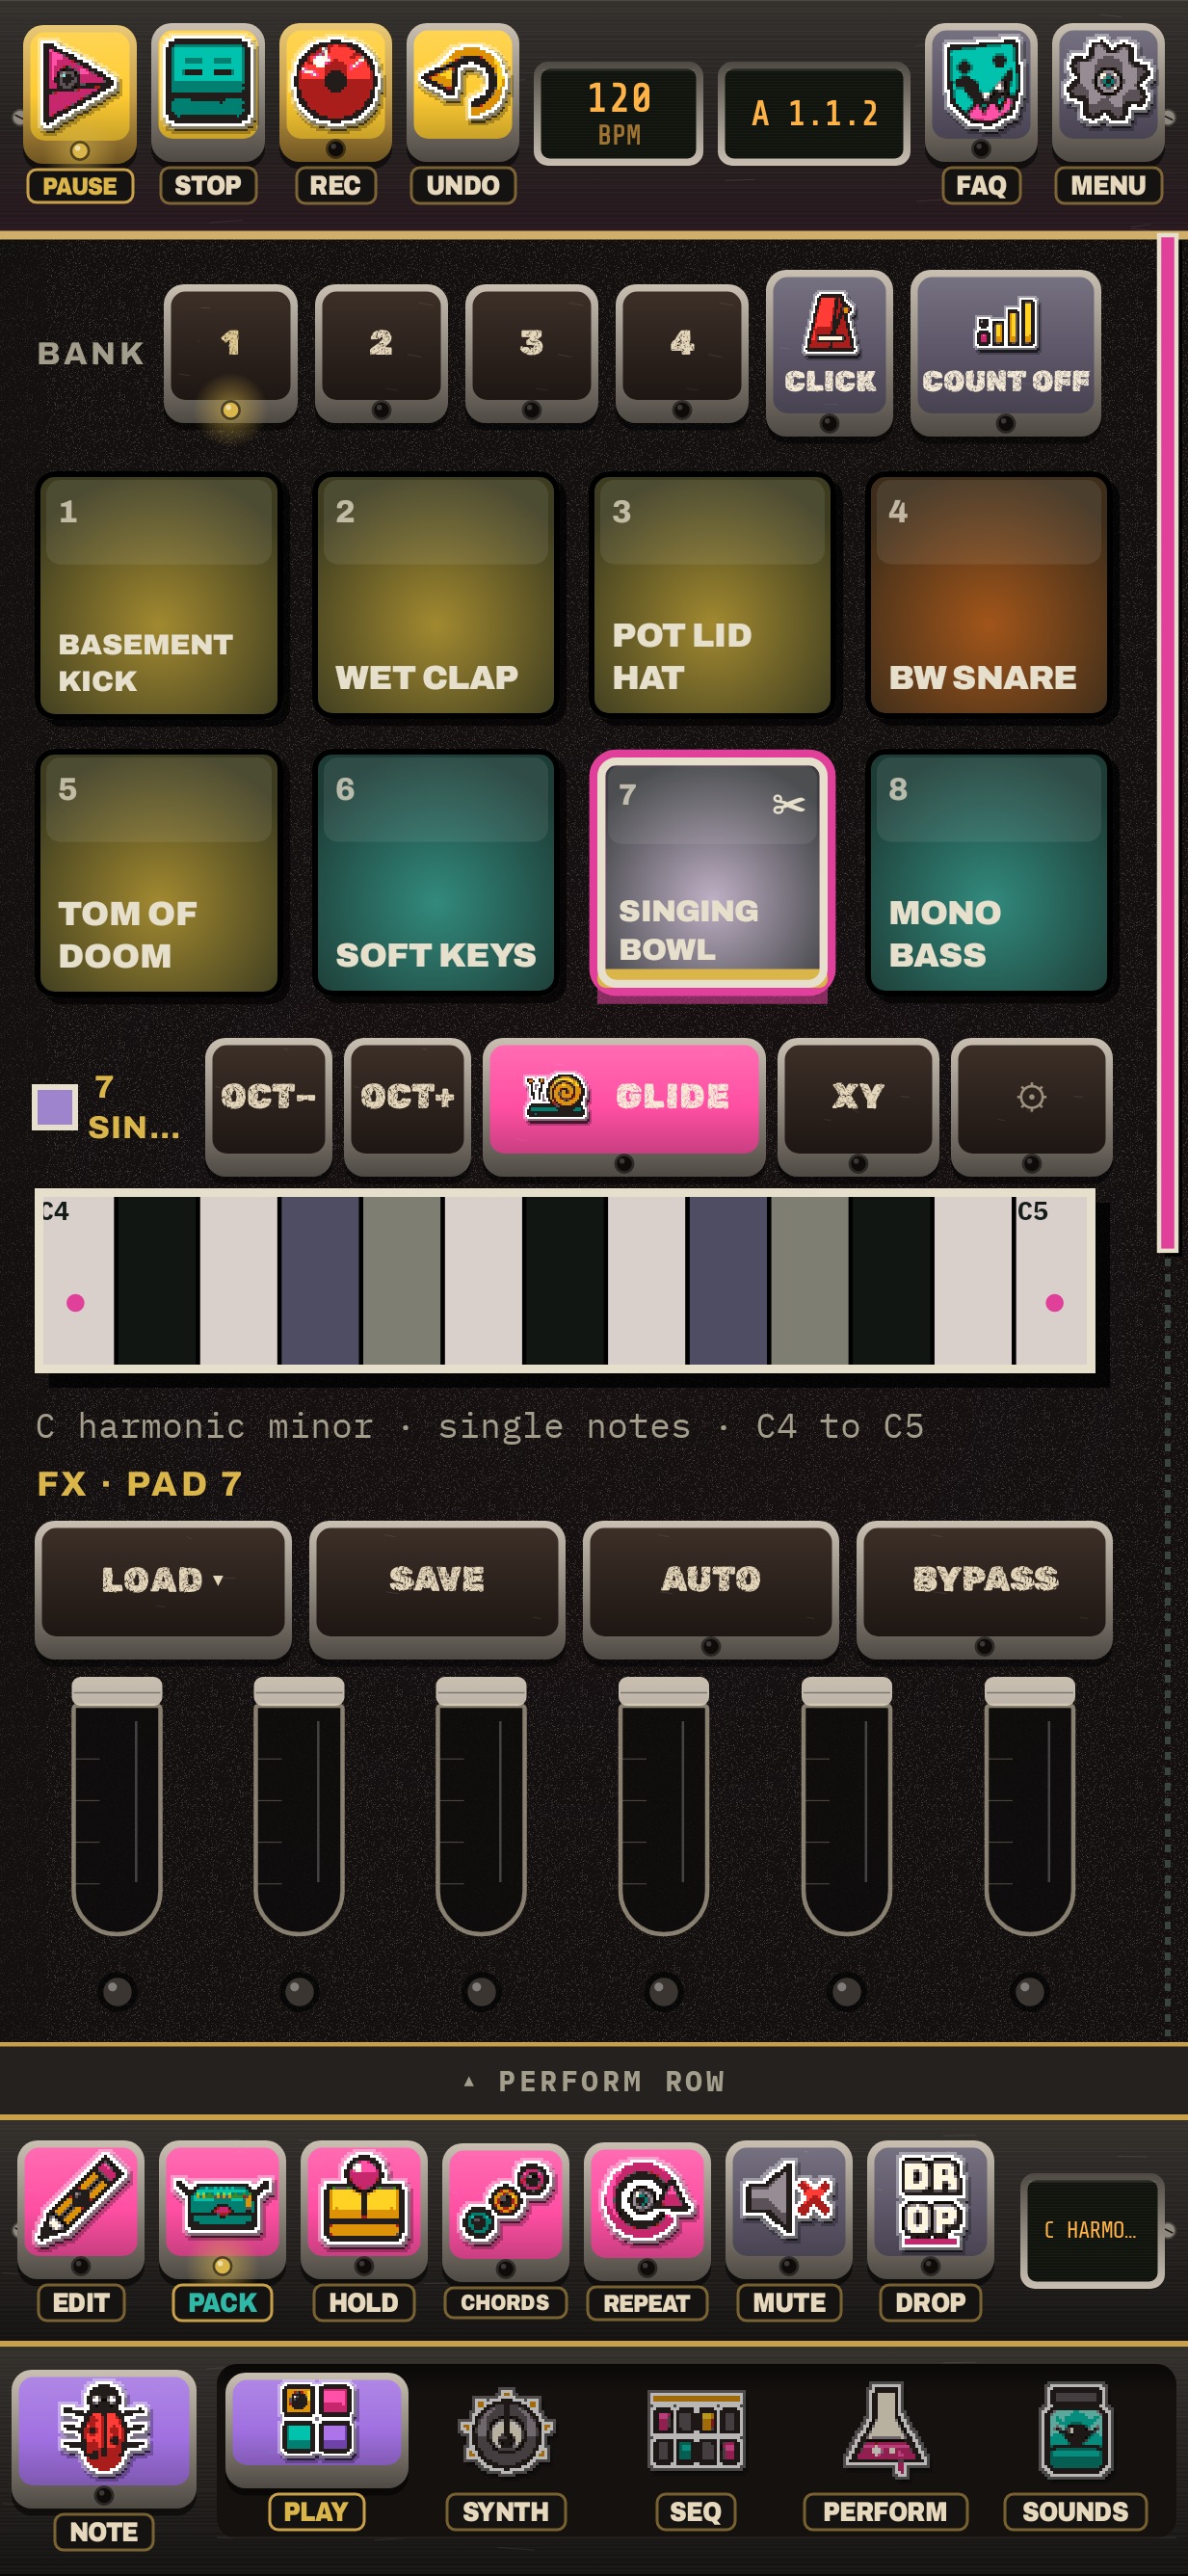 120
BPM
A 1.1.2
PAUSE
STOP
REC
UNDO
FAQ
MENU
BANK
1
2
3
4
CLICK
COUNT OFF
1
BASEMENT
KICK
2
WET CLAP
3
POT LID
HAT
4
BW SNARE
5
TOM OF
DOOM
6
SOFT KEYS
7
SINGING
BOWL
8
MONO
BASS
7
SIN...
OCT-
OCT+
GLIDE
XY
C4
C5
C harmonic minor · single notes · C4 to C5
FX · PAD 7
LOAD ▾
SAVE
AUTO
BYPASS
▴ PERFORM ROW
DR
OP
C HARMO...
EDIT
PACK
HOLD
CHORDS
REPEAT
MUTE
DROP
NOTE
PLAY
SYNTH
SEQ
PERFORM
SOUNDS